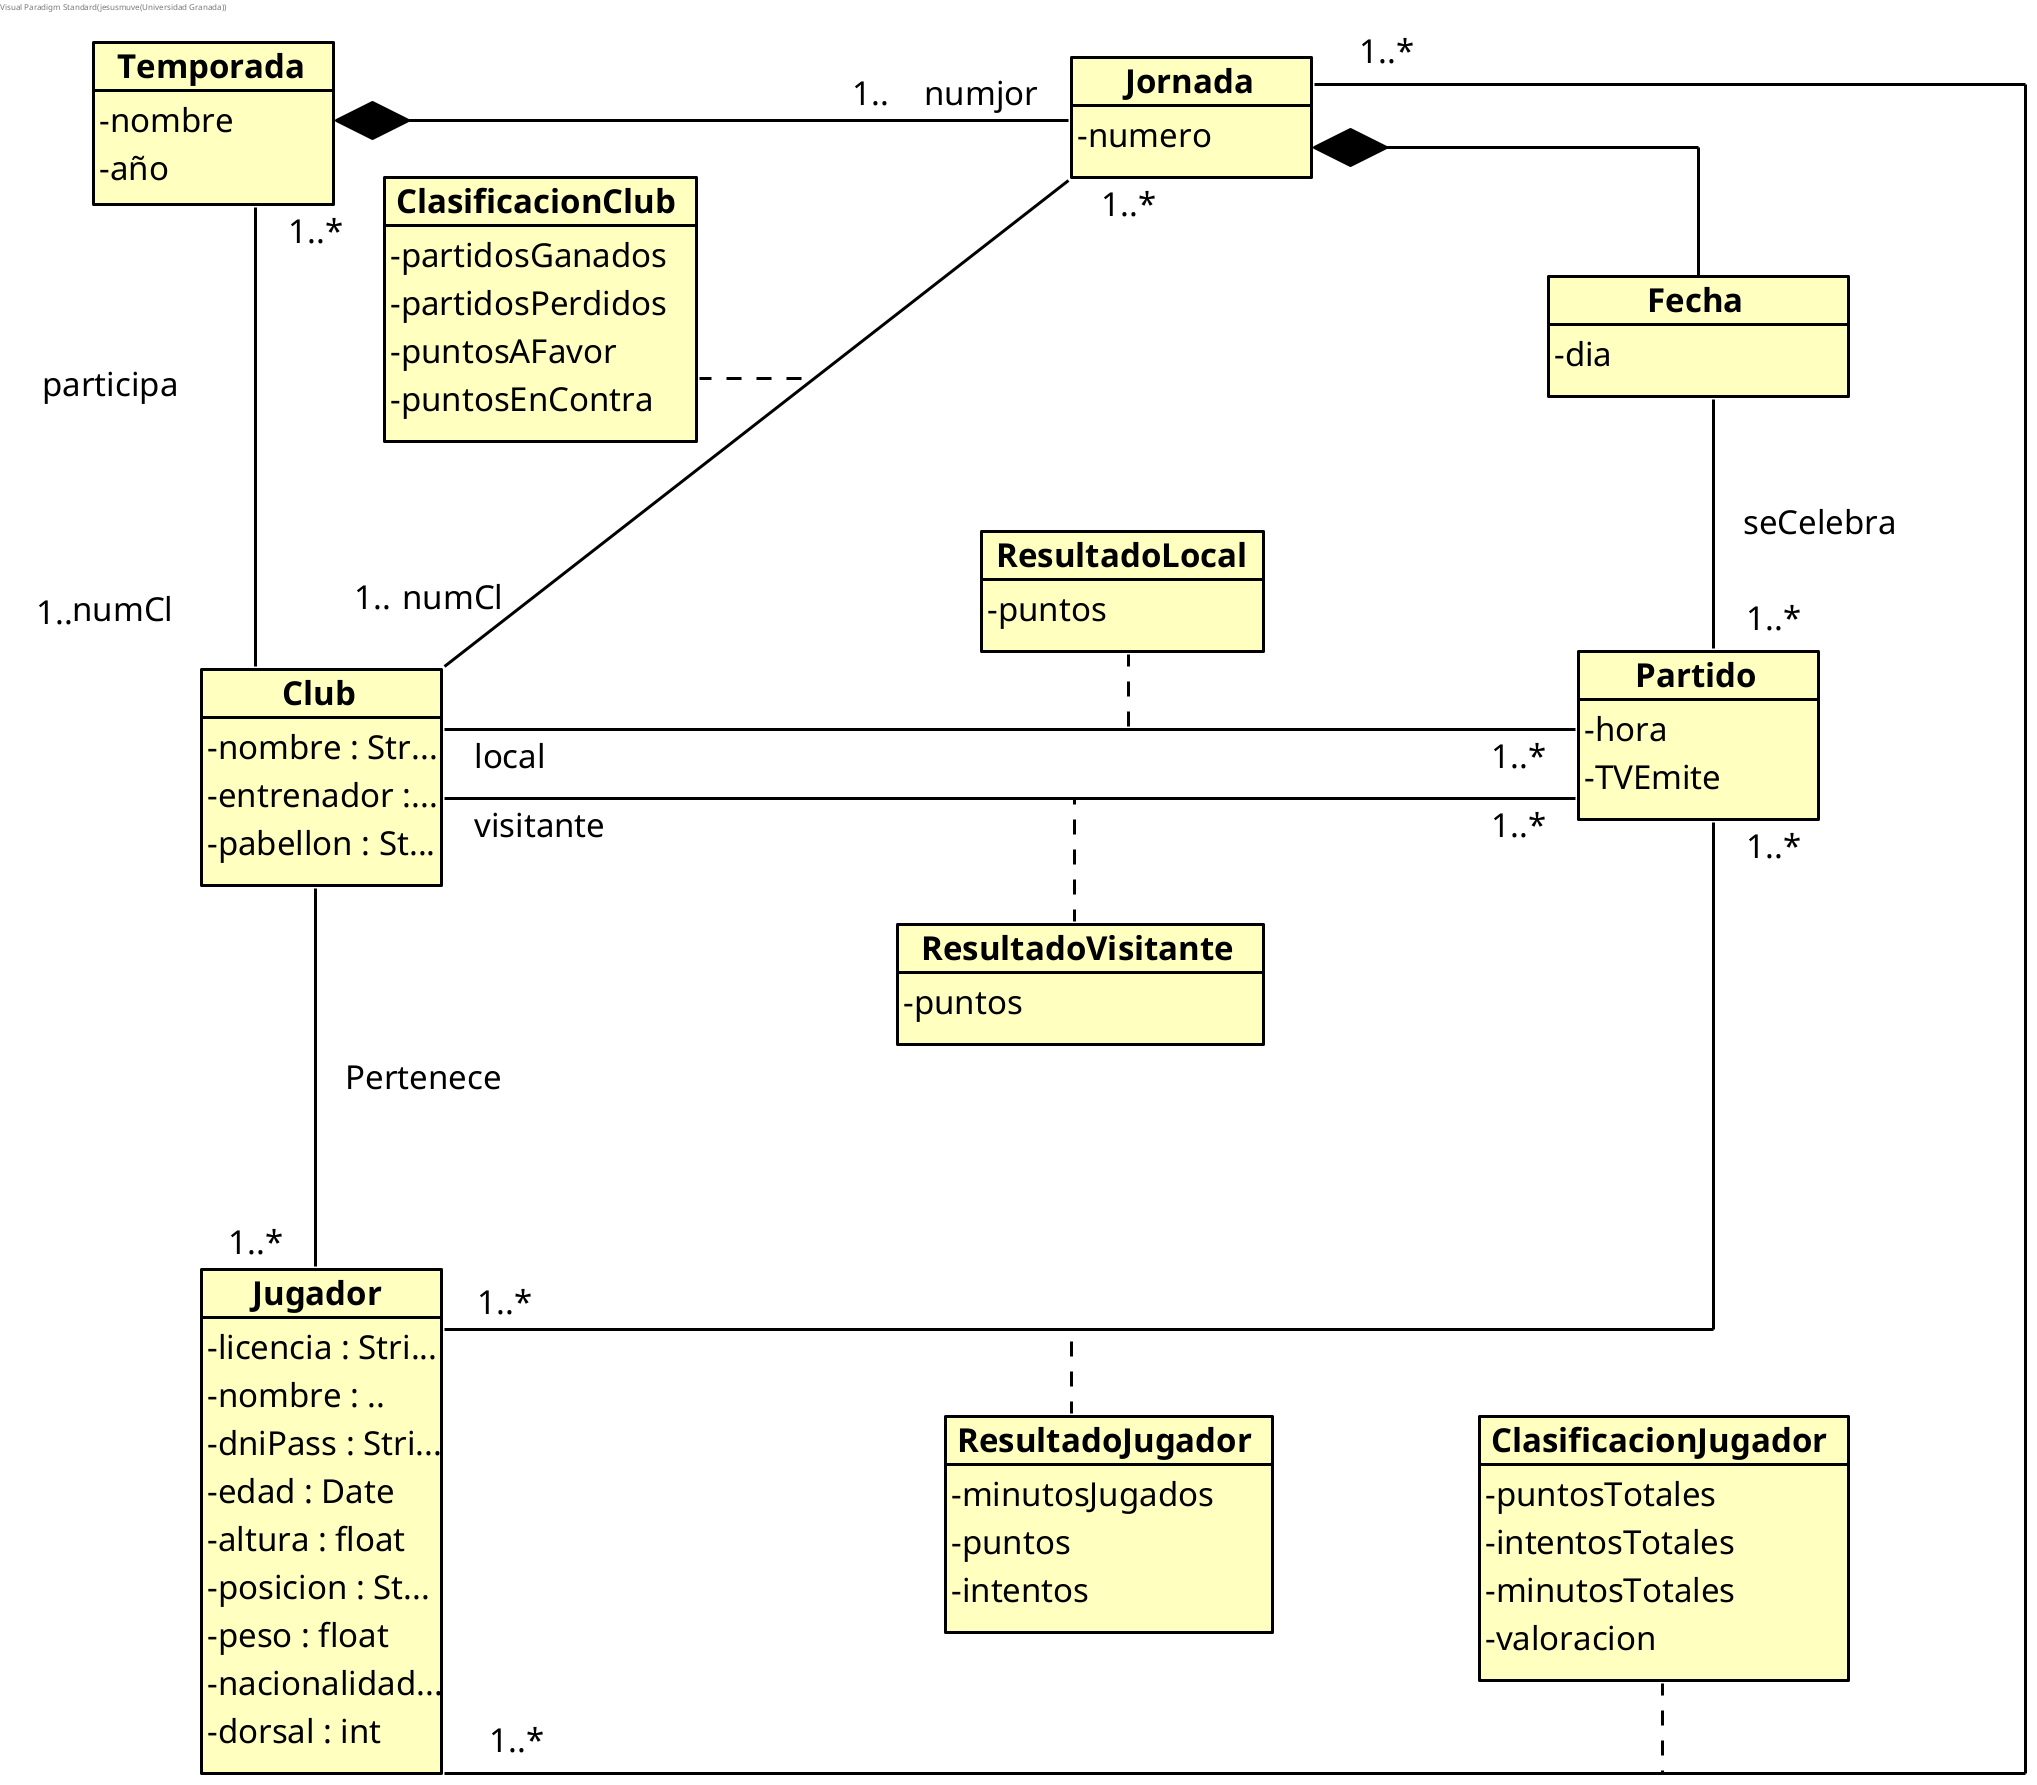 Visual Paradigm Standard(jesusmuve(Universidad Granada))
Temporada
-nombre
-año
1.. numjor
Jornada
-numero
1..*
1..*
1..*
ClasificacionClub
-partidosGanados
-partidosPerdidos
-puntosAFavor
-puntosEnContra
Fecha
-dia
participa
seCelebra
1..numCl
1.. numCl
ResultadoLocal
-puntos
1..*
Club
-nombre : Str...
-entrenador :...
-pabellon : St...
local
1..*
visitante
1..*
Partido
-hora
-TVEmite
1..*
ResultadoVisitante
-puntos
Pertenece
1..*
Jugador
-licencia : Stri...
-nombre : ..
-dniPass : Stri...
-edad : Date
-altura : float
-posicion : St...
-peso : float
-nacionalidad...
-dorsal : int
1..*
ResultadoJugador
-minutosJugados
-puntos
-intentos
ClasificacionJugador
-puntosTotales
-intentosTotales
-minutosTotales
-valoracion
1..*